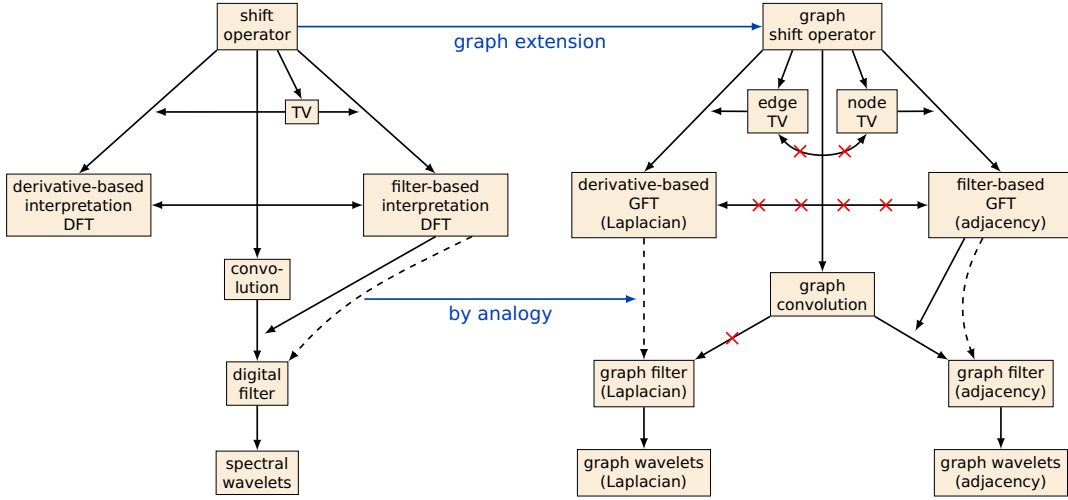 shift
operator
graph extension
graph
shift operator
TV
edge
TV
node
TV
derivative-based
interpretation
DFT
filter-based
interpretation
DFT
derivative-based
GFT
(Laplacian)
filter-based
GFT
(adjacency)
convo-
lution
by analogy
graph
convolution
digital
filter
graph filter
(Laplacian)
graph filter
(adjacency)
spectral
wavelets
graph wavelets
(Laplacian)
graph wavelets
(adjacency)